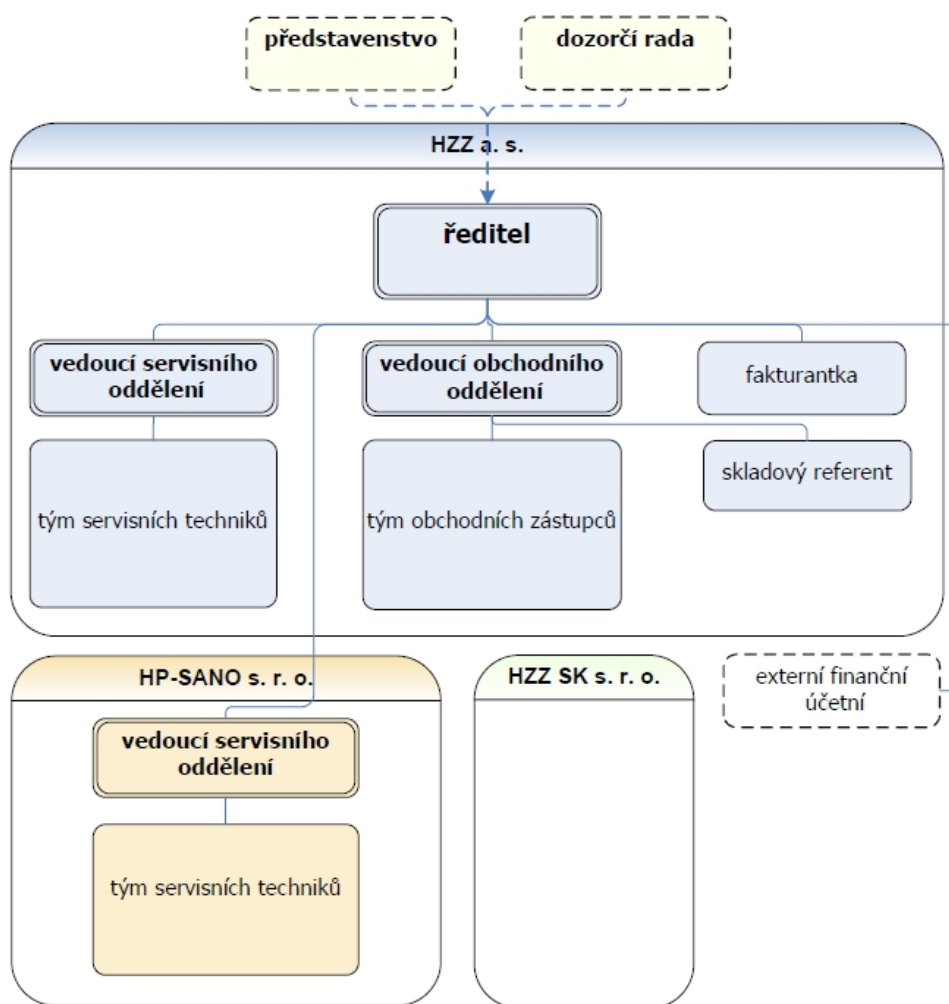 představenstvo
dozorčí rada
HZZ a. s.
ředitel
vedoucí servisního
oddělení
vedoucí obchodního
oddělení
fakturantka
tým servisních techniků
tým obchodních zástupců
skladový referent
HP-SANO s. r. o.
HZZ SK s. r. o.
externí finanční
účetní
vedoucí servisního
oddělení
tým servisních techniků